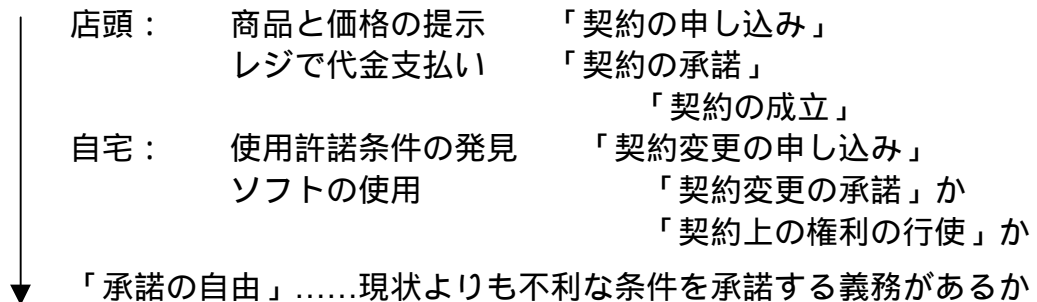 店頭： 商品と価格の提示 「契約の申し込み」
レジで代金支払い 「契約の承諾」
「契約の成立」
自宅： 使用許諾条件の発見 「契約変更の申し込み」
ソフトの使用 「契約変更の承諾」か
「契約上の権利の行使」か
「承諾の自由」……現状よりも不利な条件を承諾する義務があるか